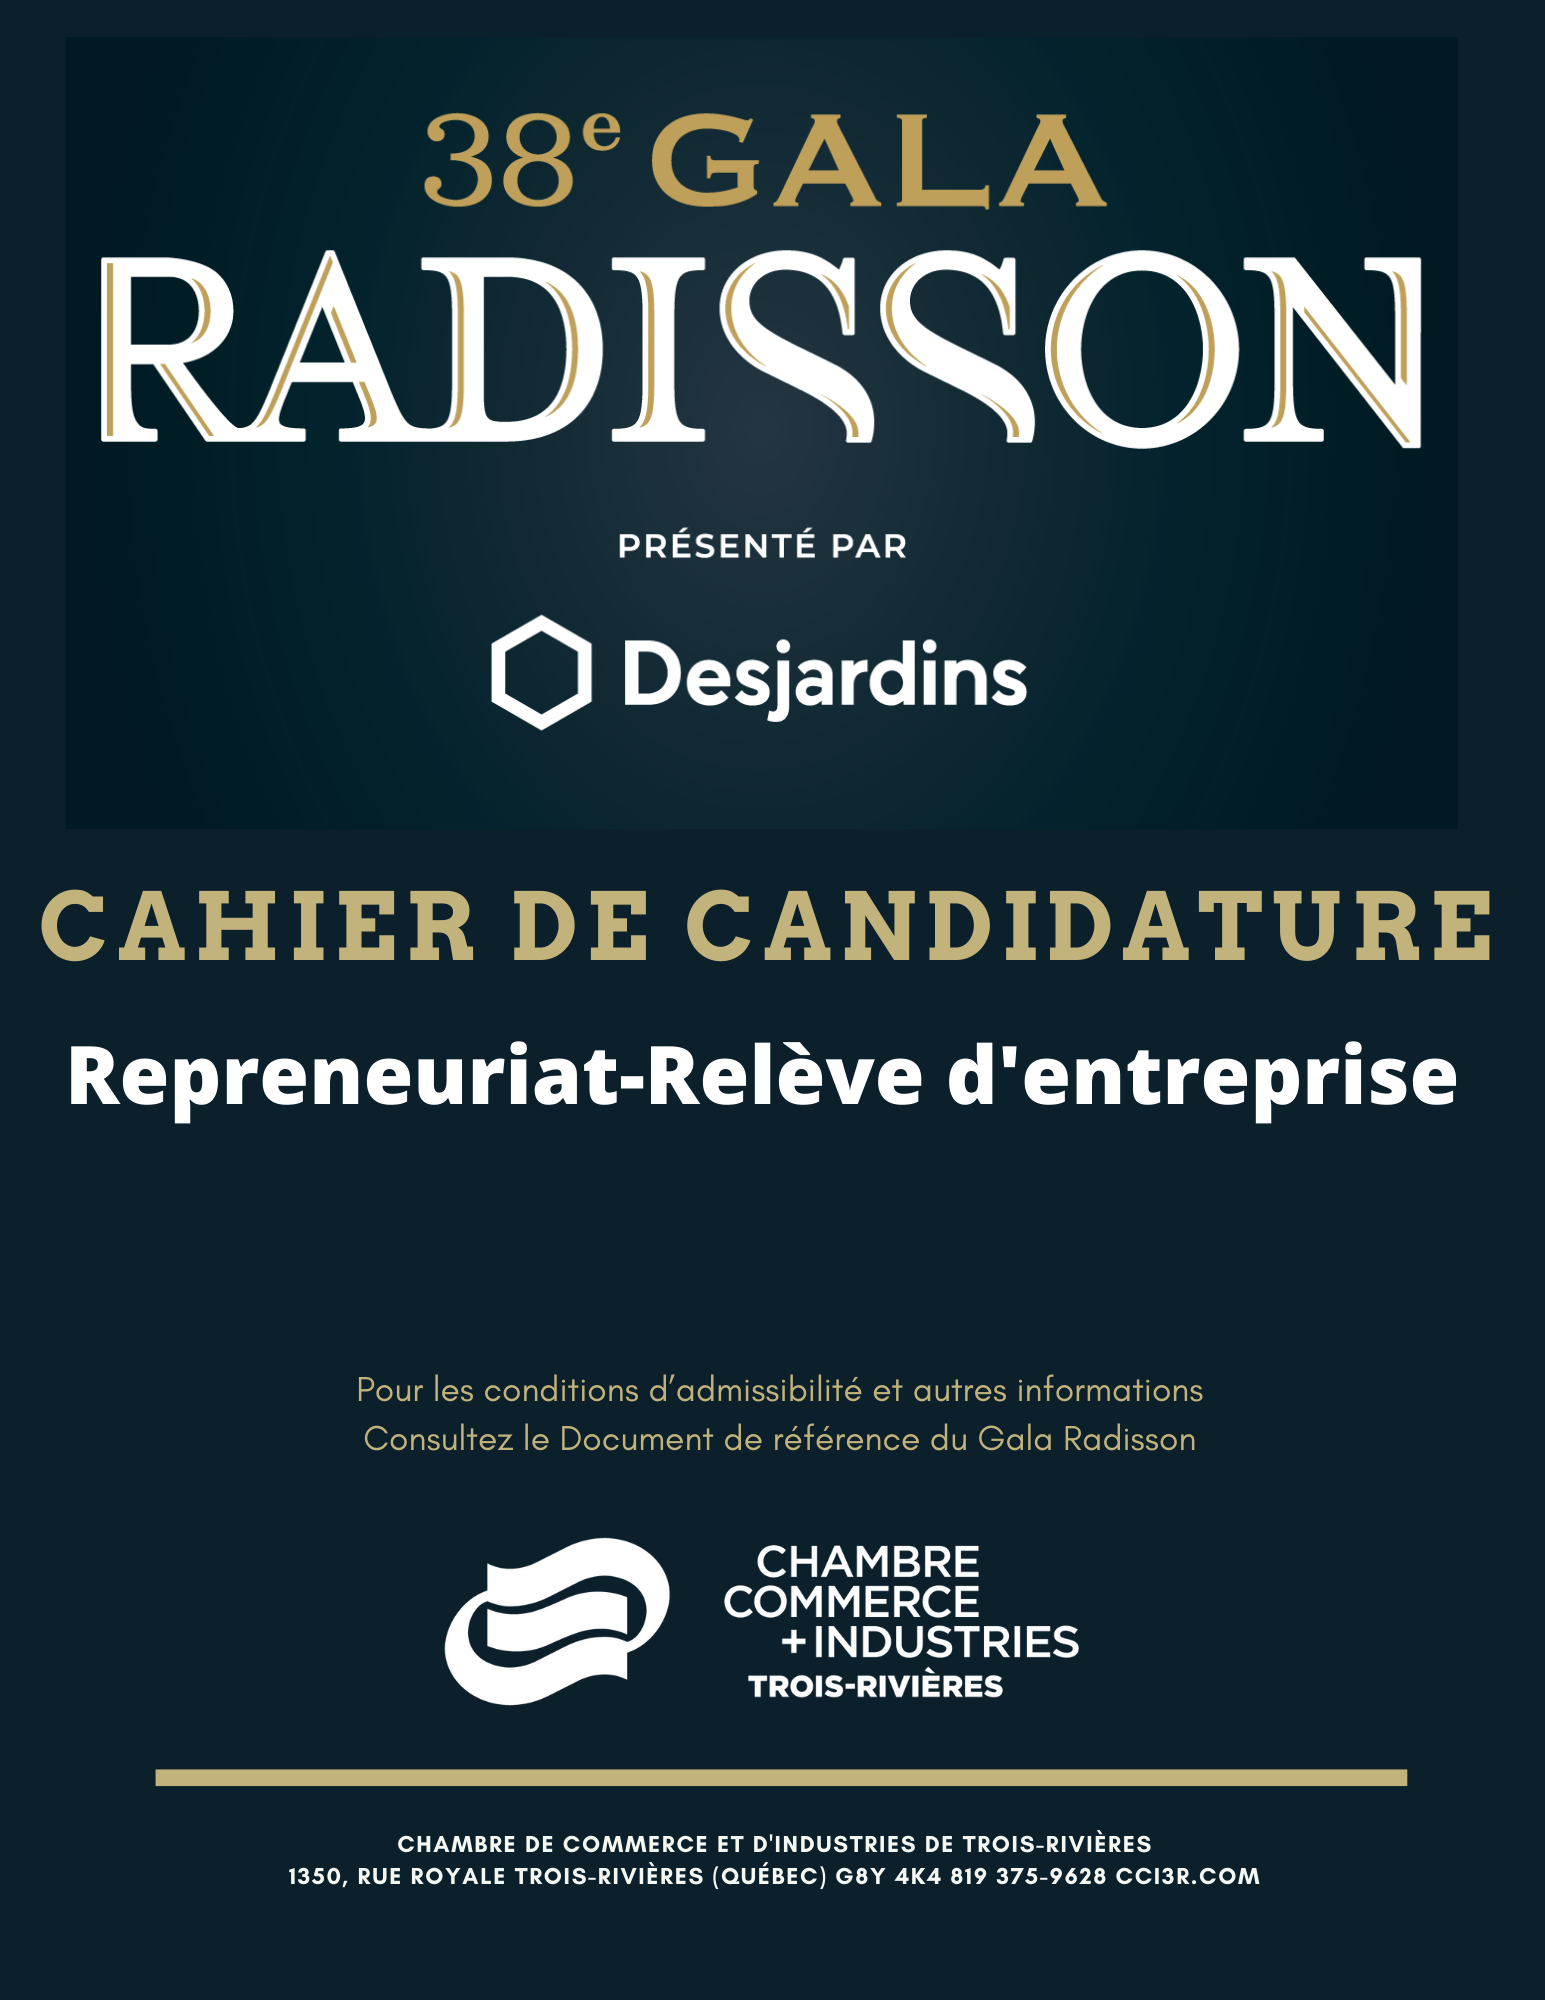 38e GALA
RADISSON
PRÉSENTÉ PAR
Desjardins
CAHIER DE CANDIDATURE
Repreneuriat-Relève d'entreprise
Pour les conditions d’admissibilité et autres informations
Consultez le Document de référence du Gala Radisson
CHAMBRE
COMMERCE
+INDUSTRIES
TROIS-RIVIÈRES
CHAMBRE DE COMMERCE ET D'INDUSTRIES DE TROIS-RIVIÈRES
1350, RUE ROYALE TROIS-RIVIÈRES (QUÉBEC) G8Y 4K4 819 375-9628 CCI3R.COM